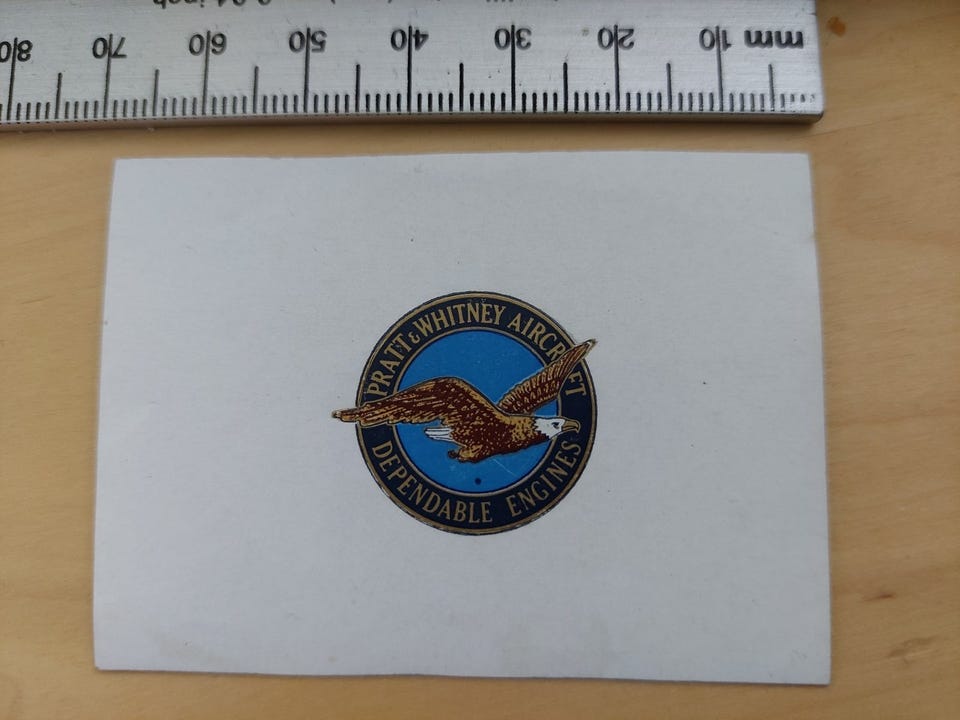 80 70 60 50 40 30 20 10 mm
PRATT & WHITNEY AIRCRAFT
DEPENDABLE ENGINES